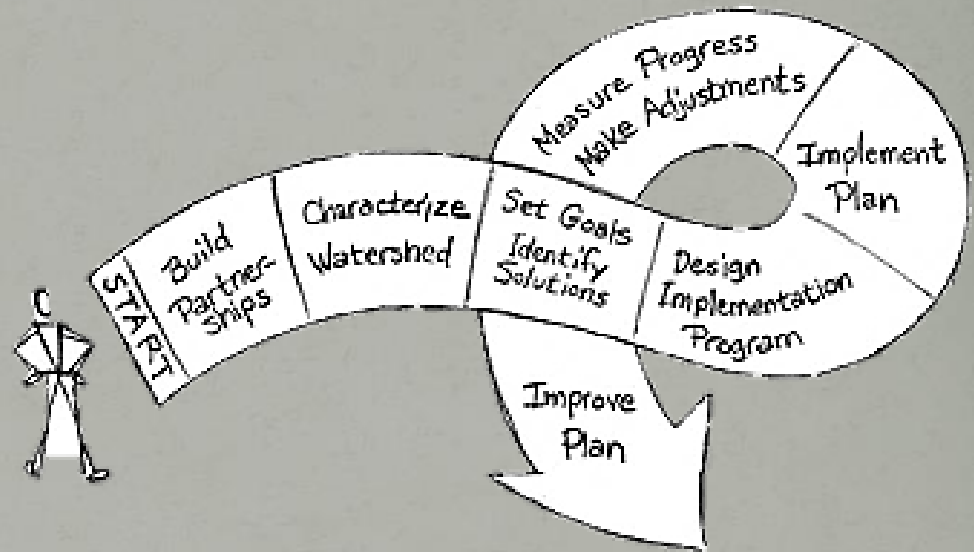 START
Build
Partner-
ships
Characterize
Watershed
Set Goals
Identify
Solutions
Design
Implementation
Program
Implement
Plan
Measure Progress
Make Adjustments
Improve
Plan